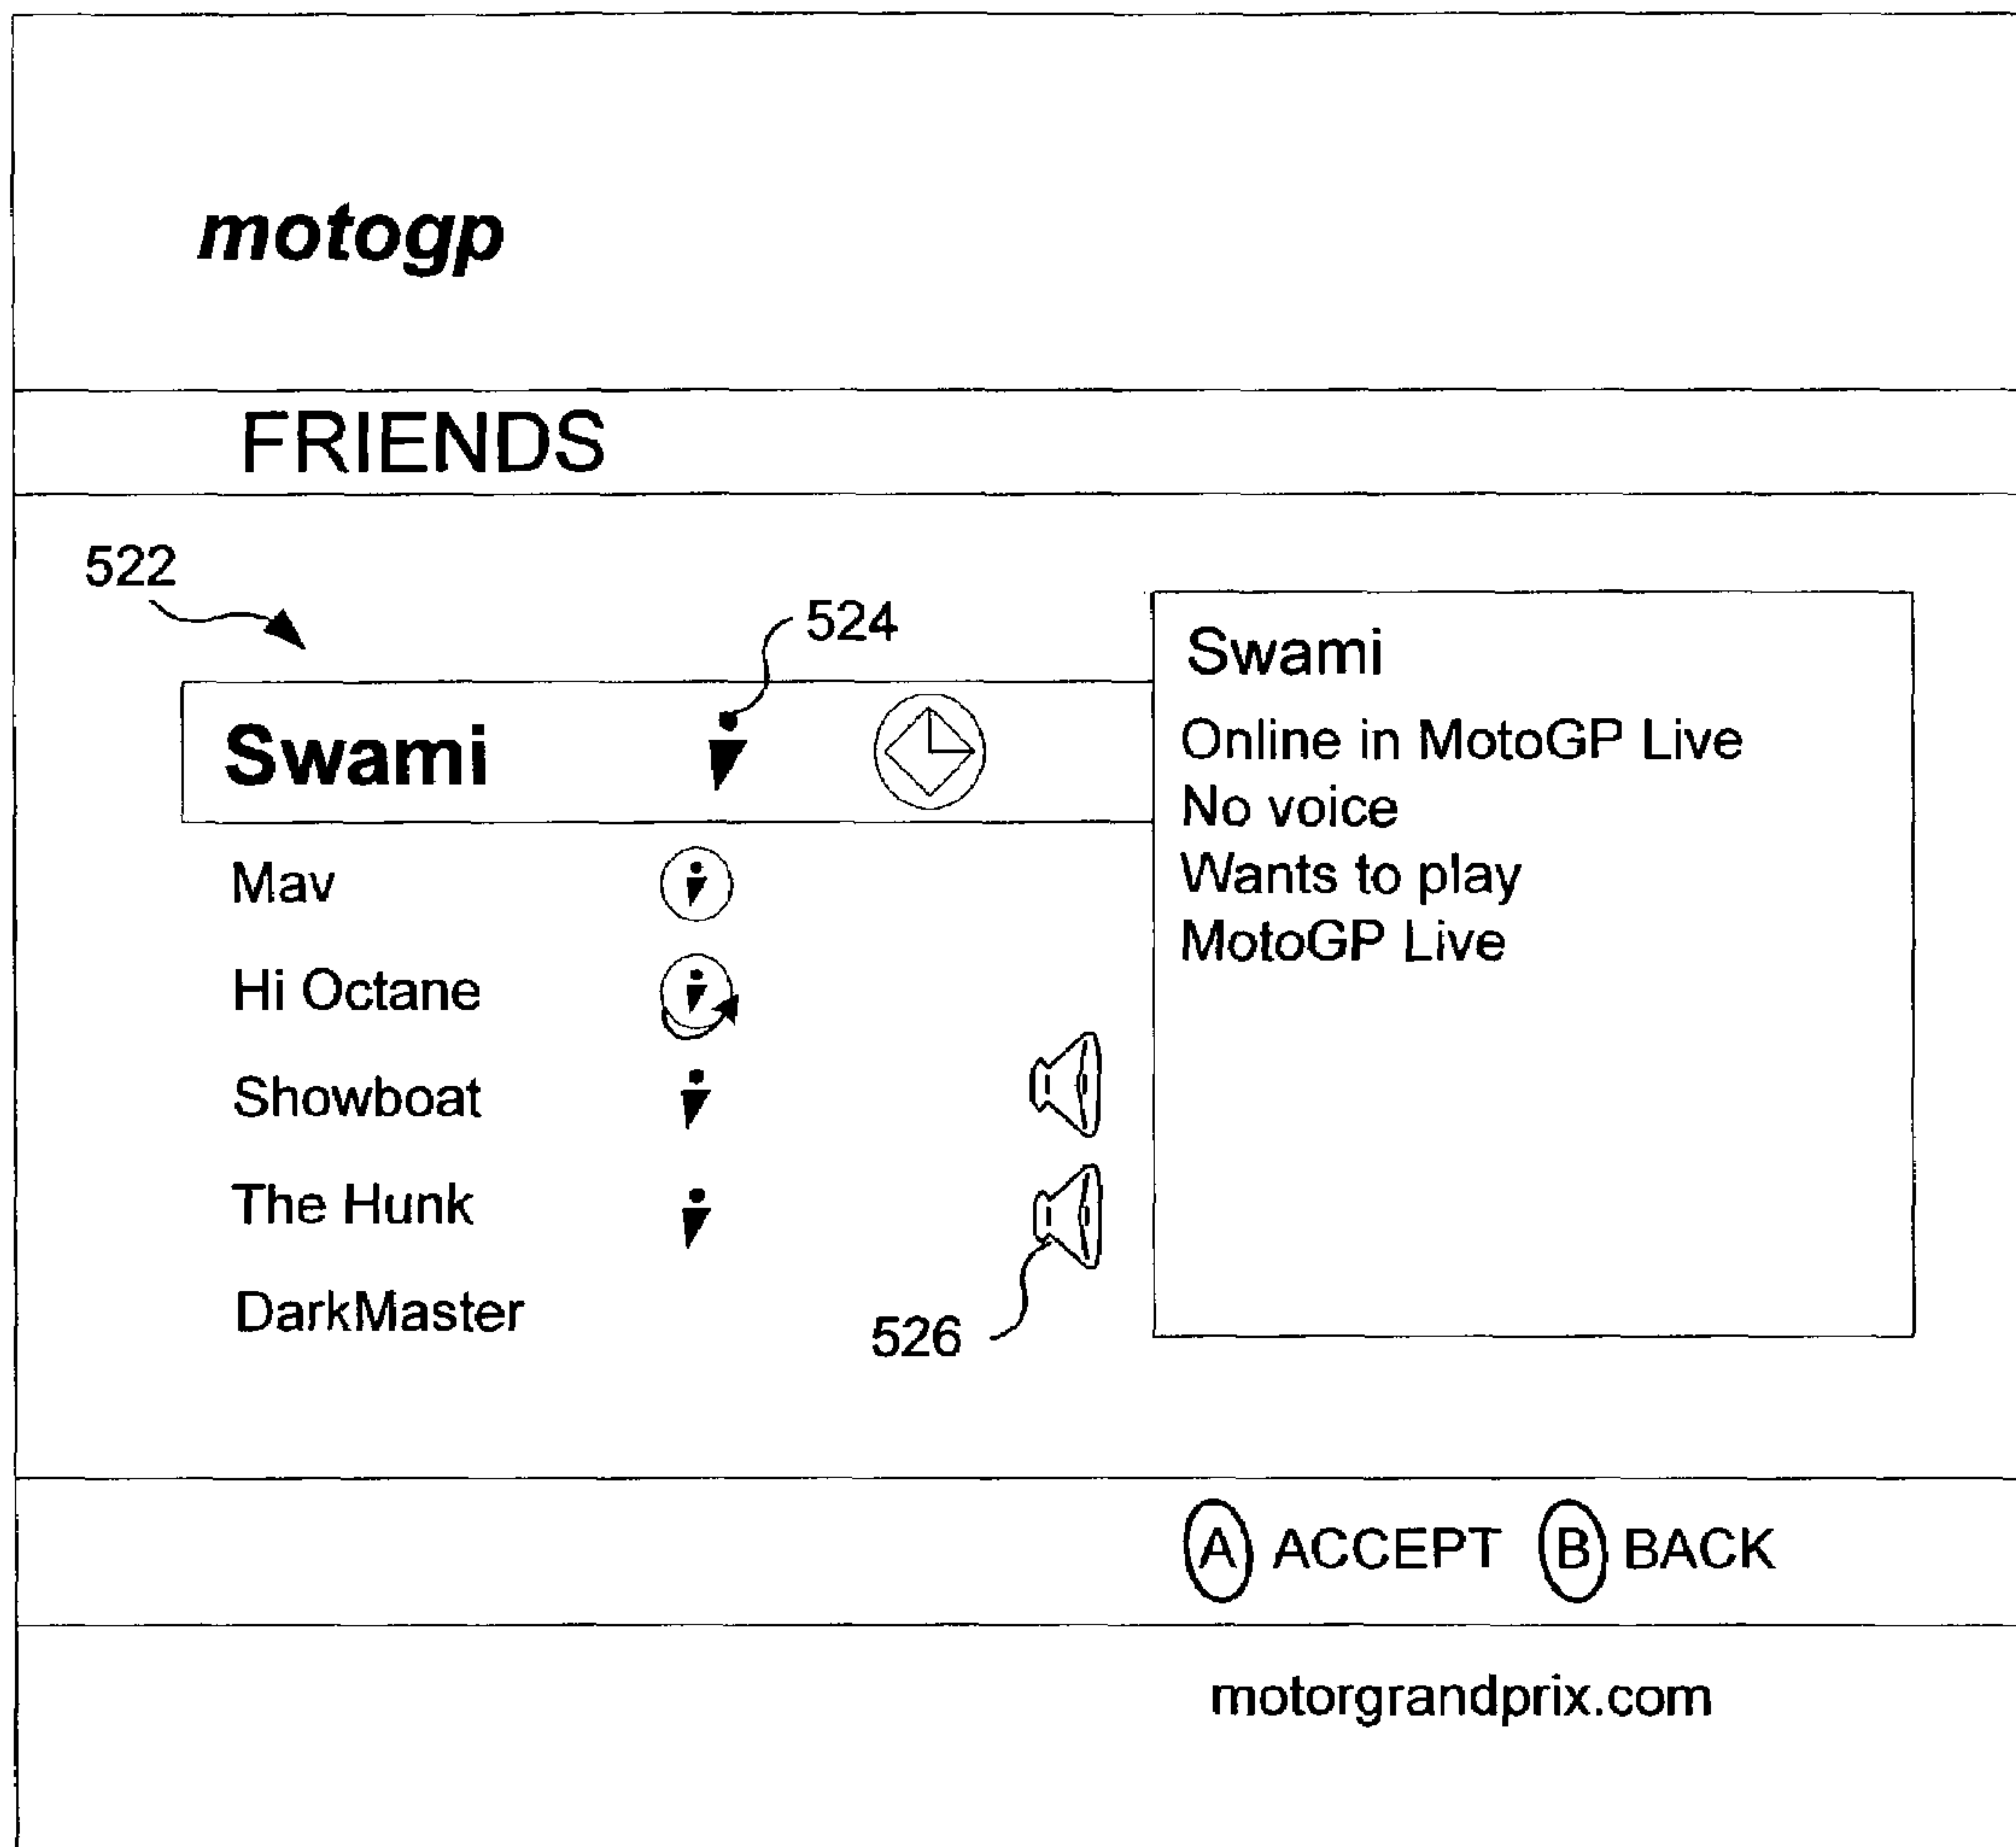 motogp
FRIENDS
522
524
Swami
Mav
Hi Octane
Showboat
The Hunk
DarkMaster
526
Swami
Online in MotoGP Live
No voice
Wants to play
MotoGP Live
A ACCEPT B BACK
motorgrandprix.com